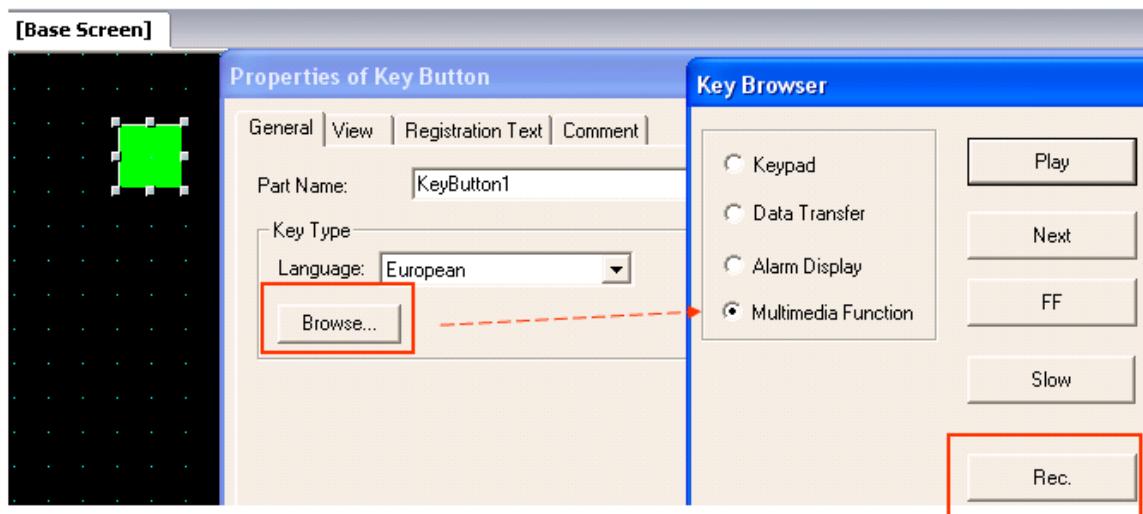 [Base Screen]
Properties of Key Button
General View Registration Text Comment
Part Name: KeyButton1
Key Type
Language: European
Browse...
Key Browser
Keypad
Data Transfer
Alarm Display
Multimedia Function
Play
Next
FF
Slow
Rec.